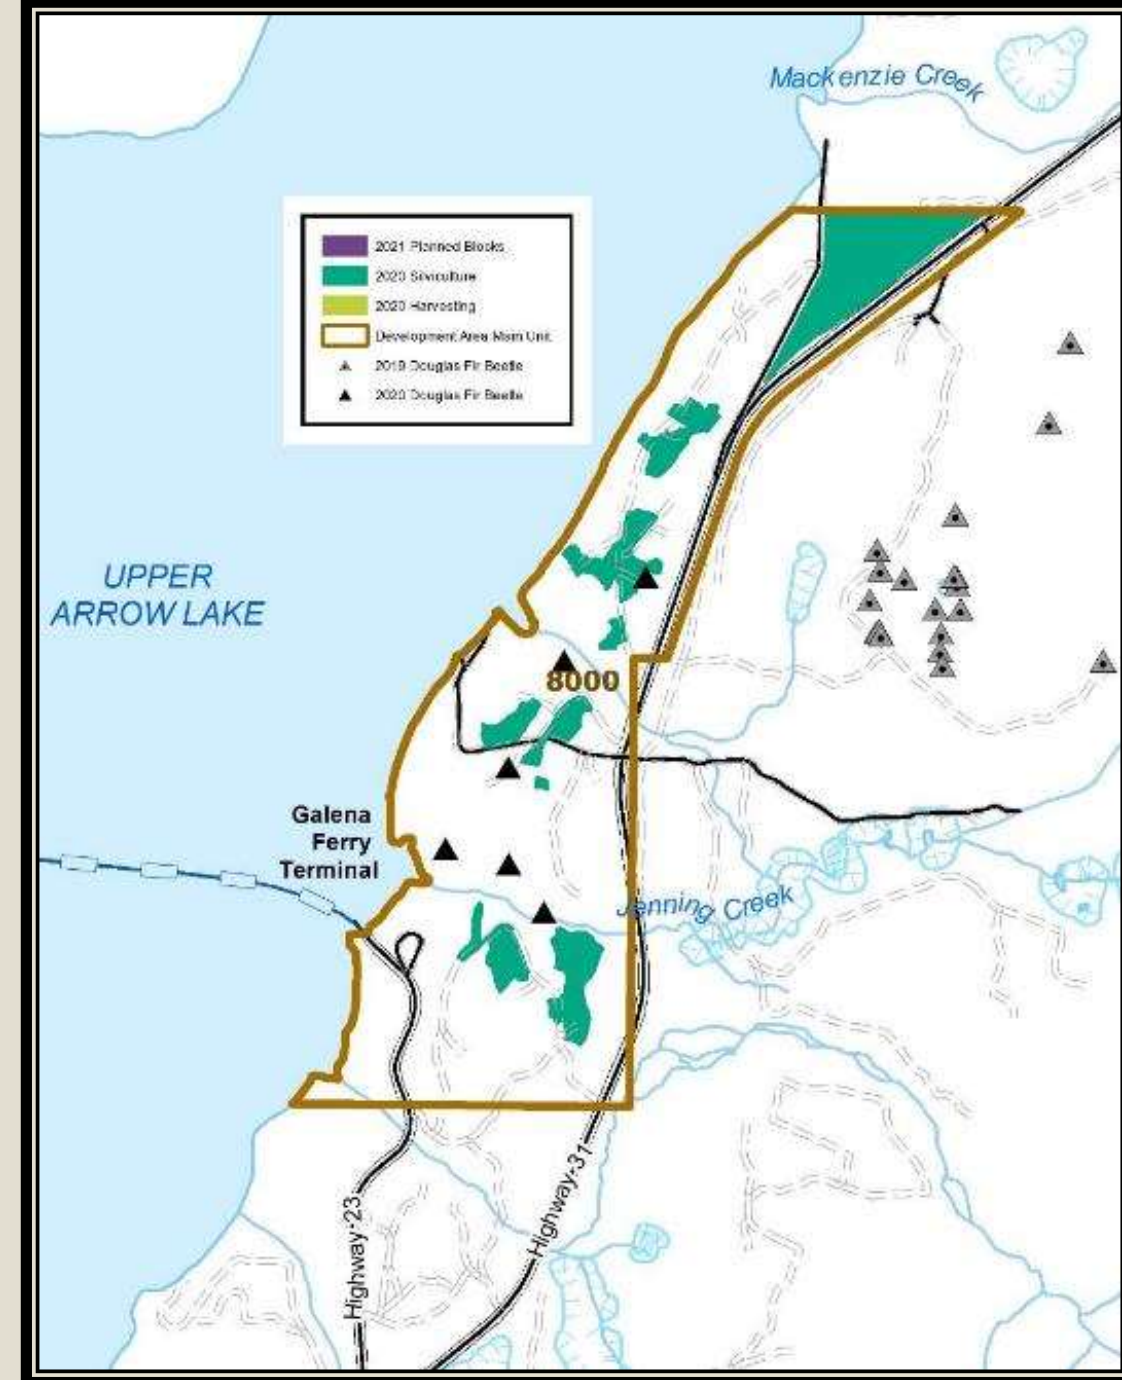 Mackenzie Creek
2021 Planned Blocks
2020 Silviculture
2020 Harvesting
Development Area Main Unit
2019 Douglas Fir Beetle
2020 Douglas Fir Beetle
UPPER
ARROW LAKE
8000
Galena
Ferry
Terminal
Jenning Creek
Highway-31
Highway-23